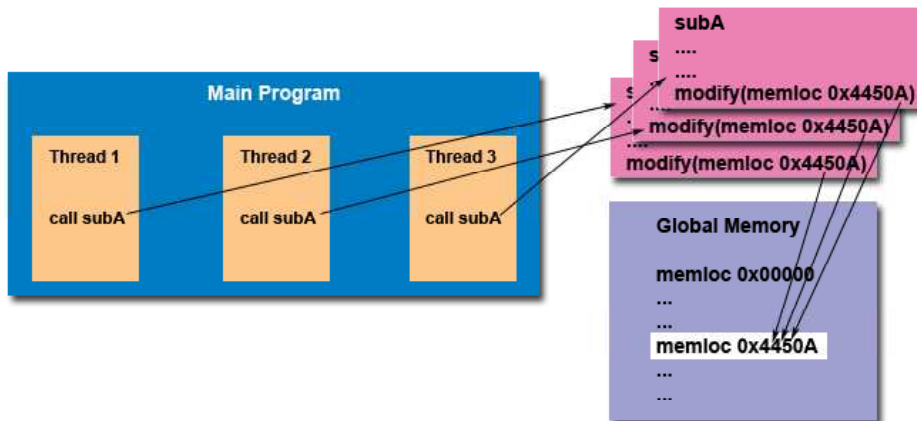 Main Program
Thread 1
call subA
Thread 2
call subA
Thread 3
call subA
subA
....
....
modify(memloc 0x4450A)
s
....
modify(memloc 0x4450A)
s
....
modify(memloc 0x4450A)
Global Memory
memloc 0x00000
...
...
memloc 0x4450A
...
...